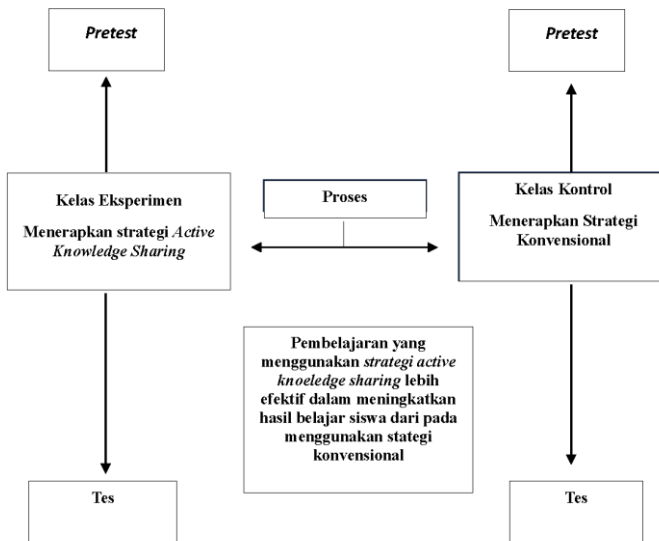 Pretest
Pretest
Kelas Eksperimen
Menerapkan strategi Active
Knowledge Sharing
Proses
Kelas Kontrol
Menerapkan Strategi
Konvensional
Pembelajaran yang
menggunakan strategi active
knoeledge sharing lebih
efektif dalam meningkatkan
hasil belajar siswa dari pada
menggunakan stategi
konvensional
Tes
Tes